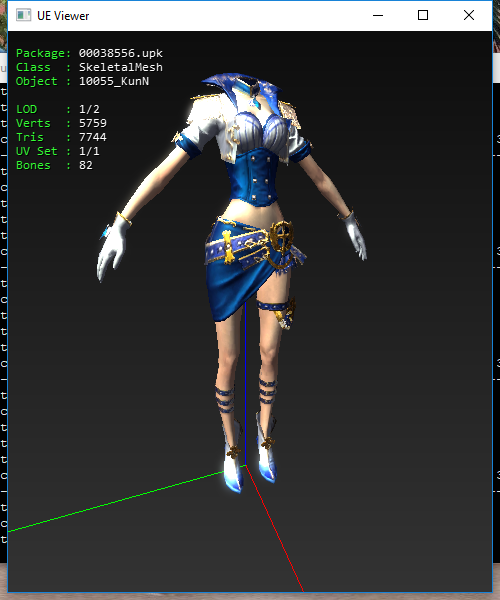 UE Viewer
Package: 00038556.upk
Class : SkeletalMesh
Object : 10055_KunN
LOD : 1/2
Verts : 5759
Tris : 7744
UV Set : 1/1
Bones : 82